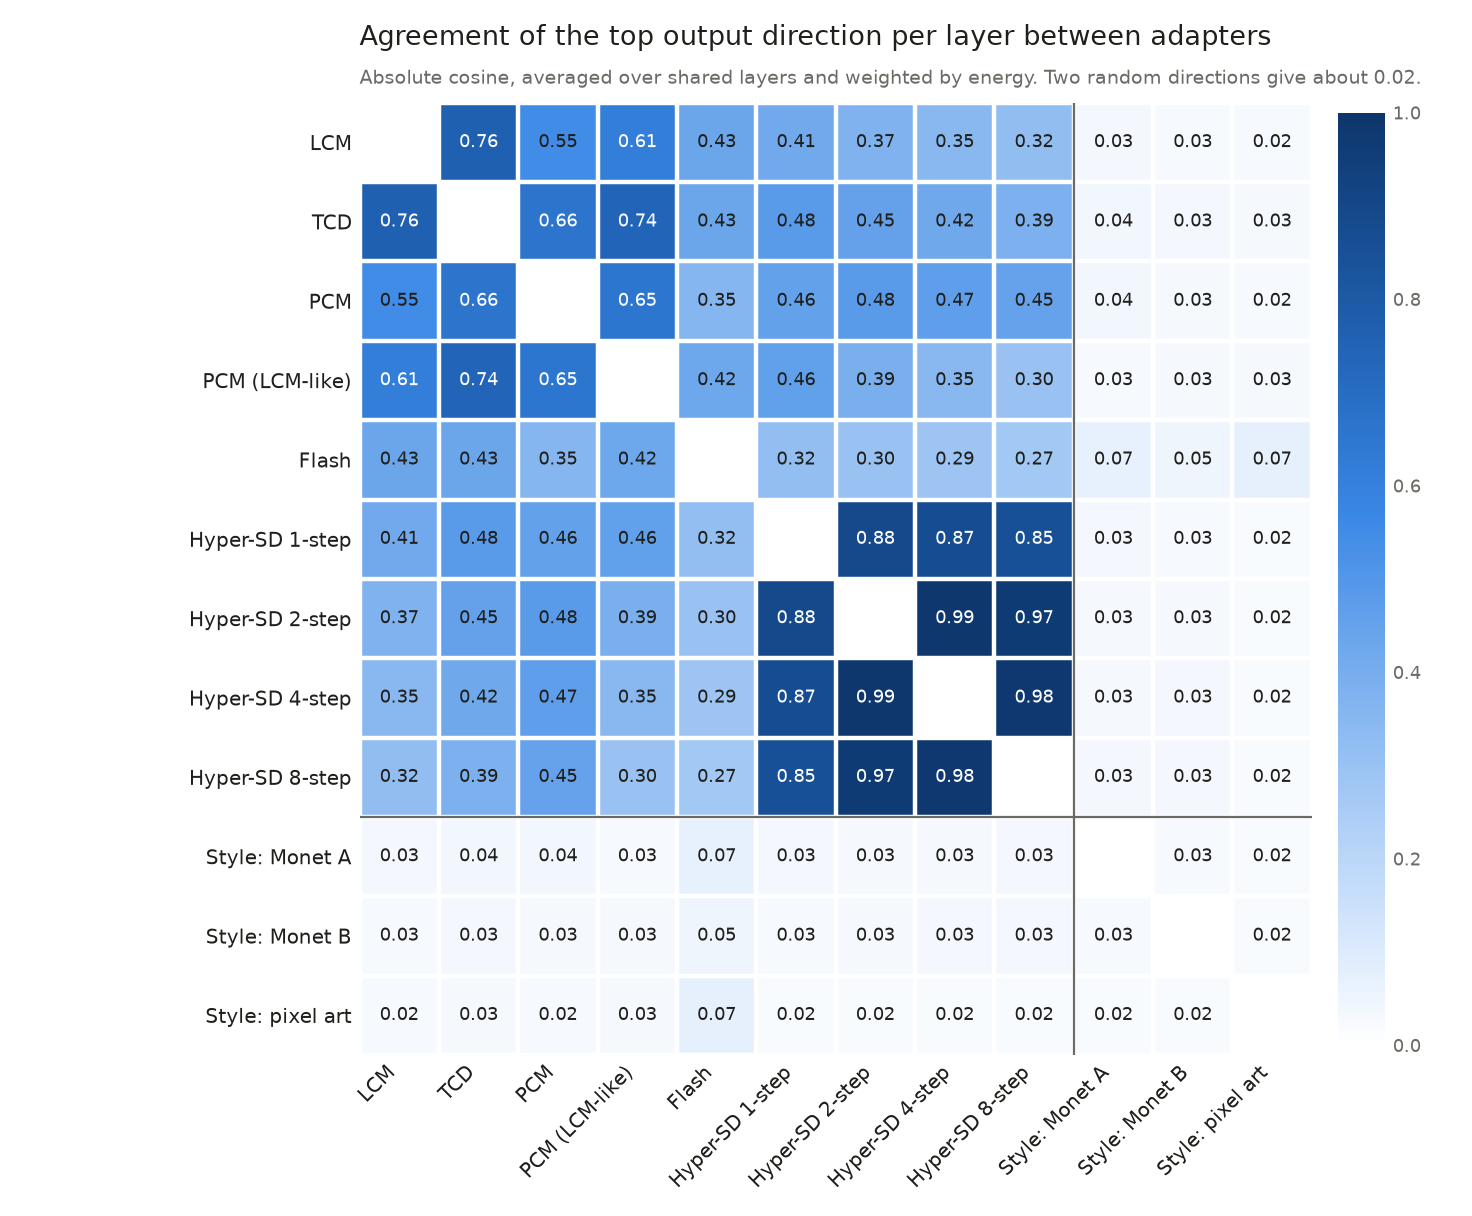 Agreement of the top output direction per layer between adapters
Absolute cosine, averaged over shared layers and weighted by energy. Two random directions give about 0.02.
LCM 0.76 0.55 0.61 0.43 0.41 0.37 0.35 0.32 0.03 0.03 0.02
TCD 0.76 0.66 0.74 0.43 0.48 0.45 0.42 0.39 0.04 0.03 0.03
PCM 0.55 0.66 0.65 0.35 0.46 0.48 0.47 0.45 0.04 0.03 0.02
PCM (LCM-like) 0.61 0.74 0.65 0.42 0.46 0.39 0.35 0.30 0.03 0.03 0.03
Flash 0.43 0.43 0.35 0.42 0.32 0.30 0.29 0.27 0.07 0.05 0.07
Hyper-SD 1-step 0.41 0.48 0.46 0.46 0.32 0.88 0.87 0.85 0.03 0.03 0.02
Hyper-SD 2-step 0.37 0.45 0.48 0.39 0.30 0.88 0.99 0.97 0.03 0.03 0.02
Hyper-SD 4-step 0.35 0.42 0.47 0.35 0.29 0.87 0.99 0.98 0.03 0.03 0.02
Hyper-SD 8-step 0.32 0.39 0.45 0.30 0.27 0.85 0.97 0.98 0.03 0.03 0.02
Style: Monet A 0.03 0.04 0.04 0.03 0.07 0.03 0.03 0.03 0.03 0.03 0.02
Style: Monet B 0.03 0.03 0.03 0.03 0.05 0.03 0.03 0.03 0.03 0.03 0.02
Style: pixel art 0.02 0.03 0.02 0.03 0.07 0.02 0.02 0.02 0.02 0.02 0.02
LCM TCD PCM PCM (LCM-like) Flash Hyper-SD 1-step Hyper-SD 2-step Hyper-SD 4-step Hyper-SD 8-step Style: Monet A Style: Monet B Style: pixel art
1.0
0.8
0.6
0.4
0.2
0.0